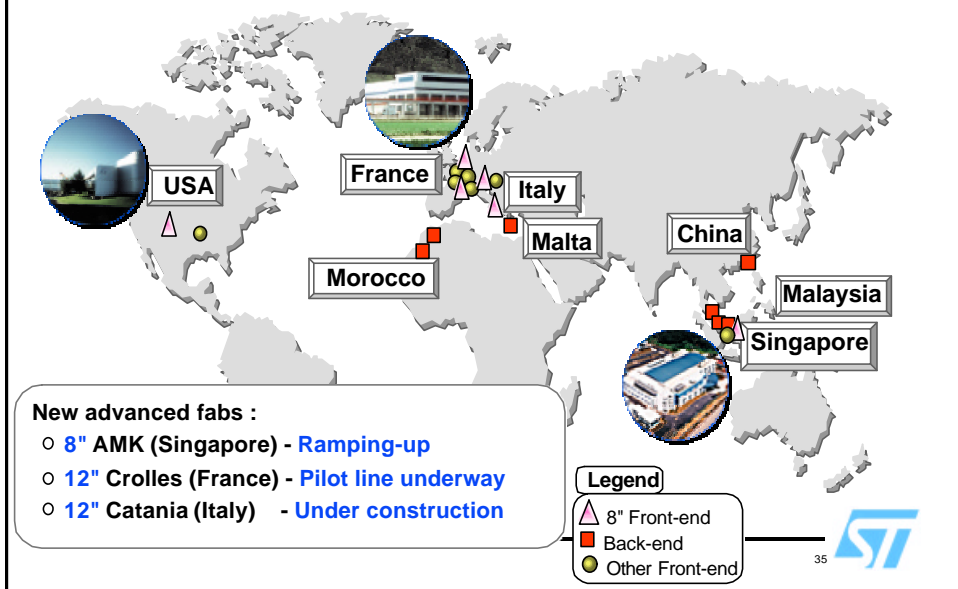 USA
France
Italy
Malta
Morocco
China
Malaysia
Singapore
New advanced fabs :
8" AMK (Singapore) - Ramping-up
12" Crolles (France) - Pilot line underway
12" Catania (Italy) - Under construction
Legend
8" Front-end
Back-end
Other Front-end
35
ST